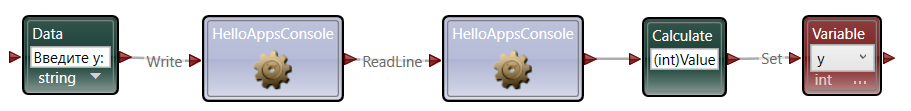 Data
Введите y:
string
Write
HelloAppsConsole
ReadLine
HelloAppsConsole
Calculate
(int)Value
Set
Variable
y
int ...